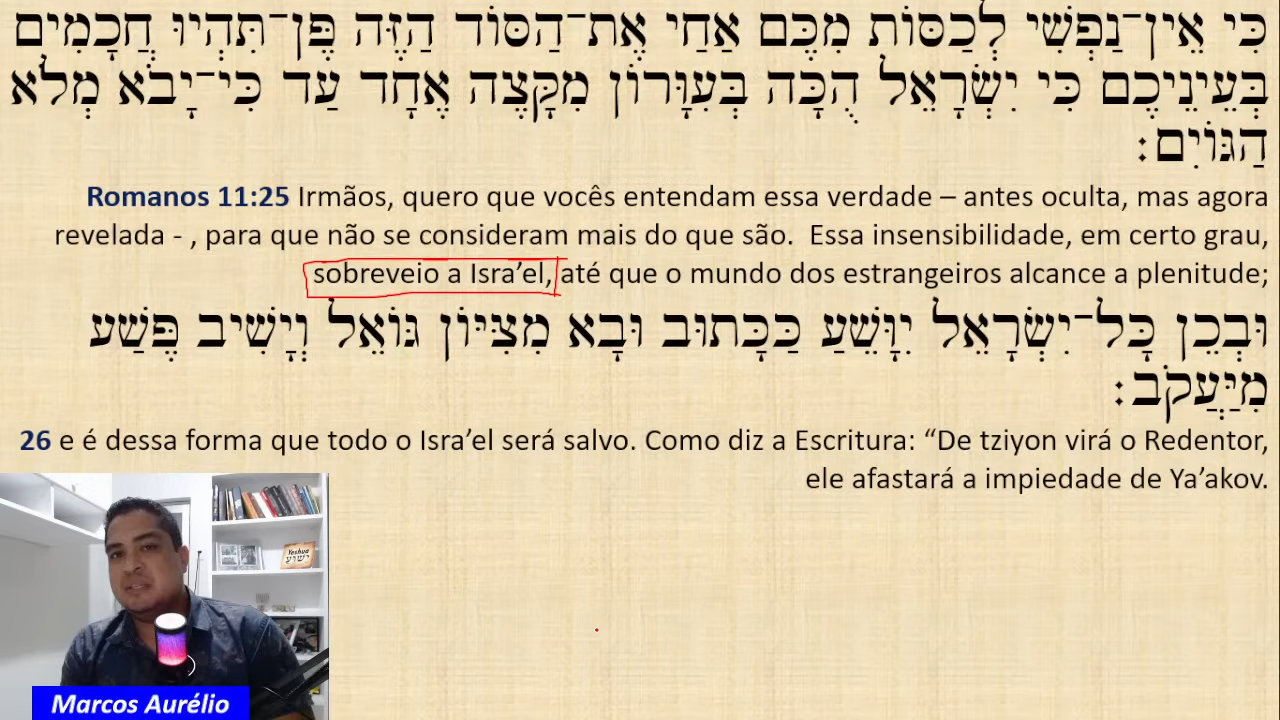 כִּי אֵין־נַפְשִׁי לְכַסּוֹת מִכֶּם אַחַי אֶת־הַסּוֹד הַזֶּה פֶּן־תִּהְיוּ חֲכָמִים
בְּעֵינֵיכֶם כִּי יִשְׂרָאֵל הֻכָּה בְּעִוָּרוֹן מִקָּצֶה אֶחָד עַד כִּי־יָבֹא מְלֹא
הַגּוֹיִם׃
Romanos 11:25 Irmãos, quero que vocês entendam essa verdade – antes oculta, mas agora
revelada - , para que não se consideram mais do que são.  Essa insensibilidade, em certo grau,
sobreveio a Isra’el, até que o mundo dos estrangeiros alcance a plenitude;
וּבְכֵן כָּל־יִשְׂרָאֵל יִוָּשֵׁעַ כַּכָּתוּב וּבָא מִצִּיּוֹן גּוֹאֵל וְיָשִׁיב פֶּשַׁע
מִיַּעֲקֹב׃
26 e é dessa forma que todo o Isra’el será salvo. Como diz a Escritura: “De tziyon virá o Redentor,
ele afastará a impiedade de Ya’akov.
Yeshua
ישוע
Marcos Aurélio